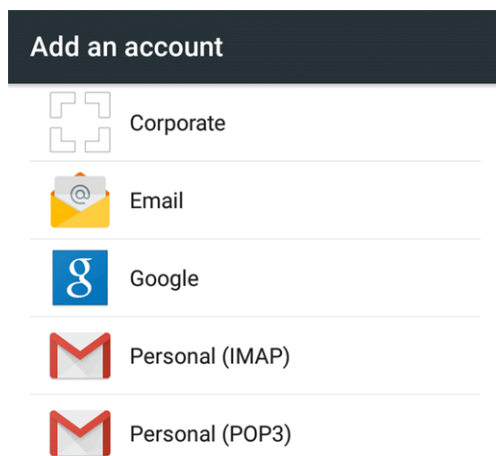 Add an account
Corporate
@
Email
g
Google
Personal (IMAP)
Personal (POP3)